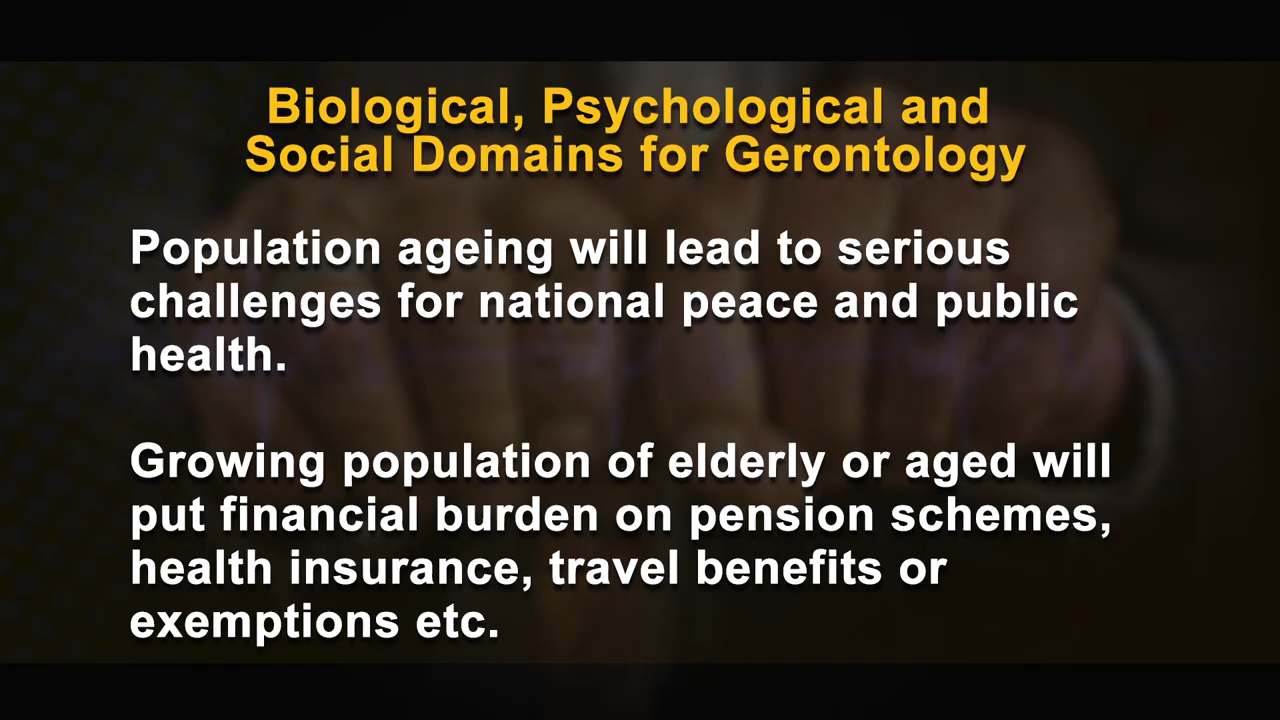 Biological, Psychological and
Social Domains for Gerontology
Population ageing will lead to serious
challenges for national peace and public
health.
Growing population of elderly or aged will
put financial burden on pension schemes,
health insurance, travel benefits or
exemptions etc.